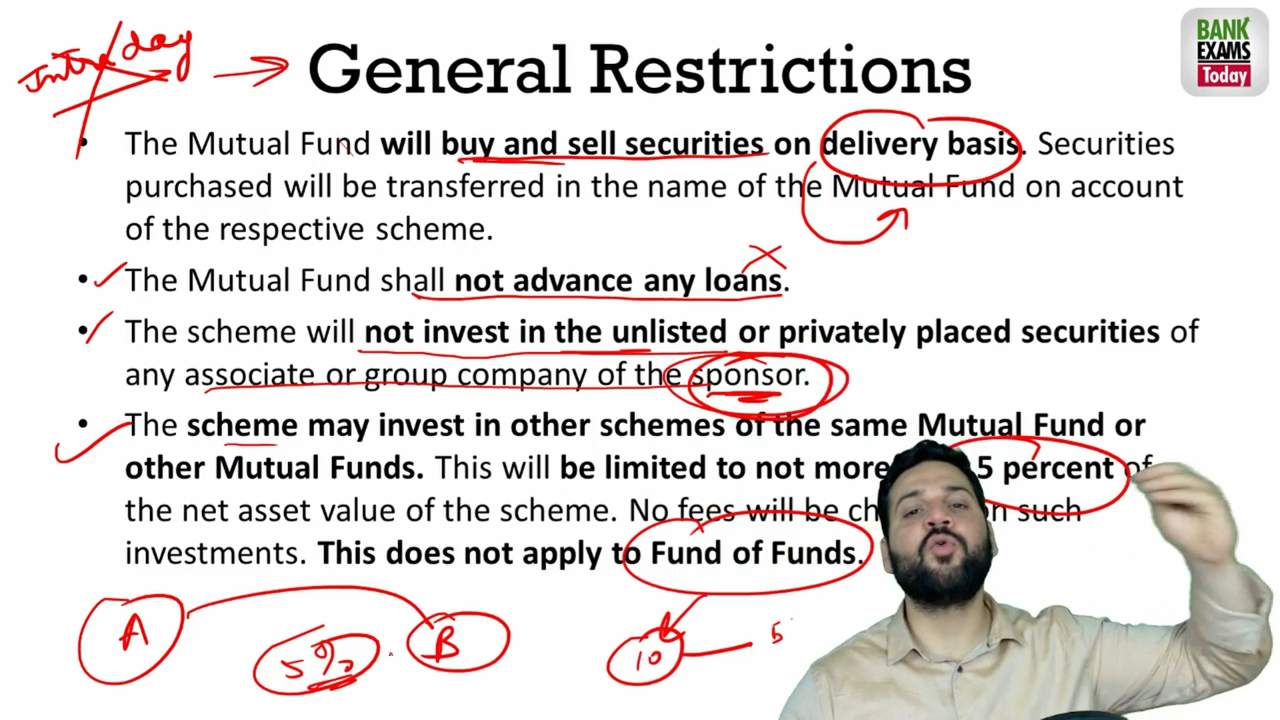 Intra/day
General Restrictions
BANK
EXAMS
Today
• The Mutual Fund will buy and sell securities on delivery basis. Securities
purchased will be transferred in the name of the Mutual Fund on account
of the respective scheme.
• The Mutual Fund shall not advance any loans.
• The scheme will not invest in the unlisted or privately placed securities of
any associate or group company of the sponsor.
• The scheme may invest in other schemes of the same Mutual Fund or
other Mutual Funds. This will be limited to not more 5 percent of
the net asset value of the scheme. No fees will be such
investments. This does not apply to Fund of Funds.
A 5% B 10 5